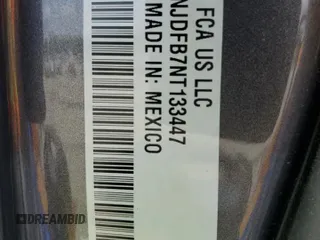 FCA US LLC
NJDFB7NT133447
MADE IN: MEXICO
DREAMBID